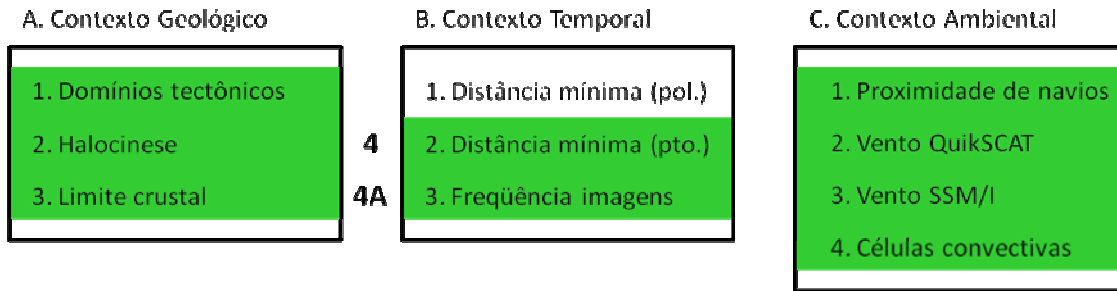 A. Contexto Geológico
1. Domínios tectônicos
2. Halocinese
3. Limite crustal
4
4A
B. Contexto Temporal
1. Distância mínima (pol.)
2. Distância mínima (pto.)
3. Freqüência imagens
C. Contexto Ambiental
1. Proximidade de navios
2. Vento QuikSCAT
3. Vento SSM/I
4. Células convectivas